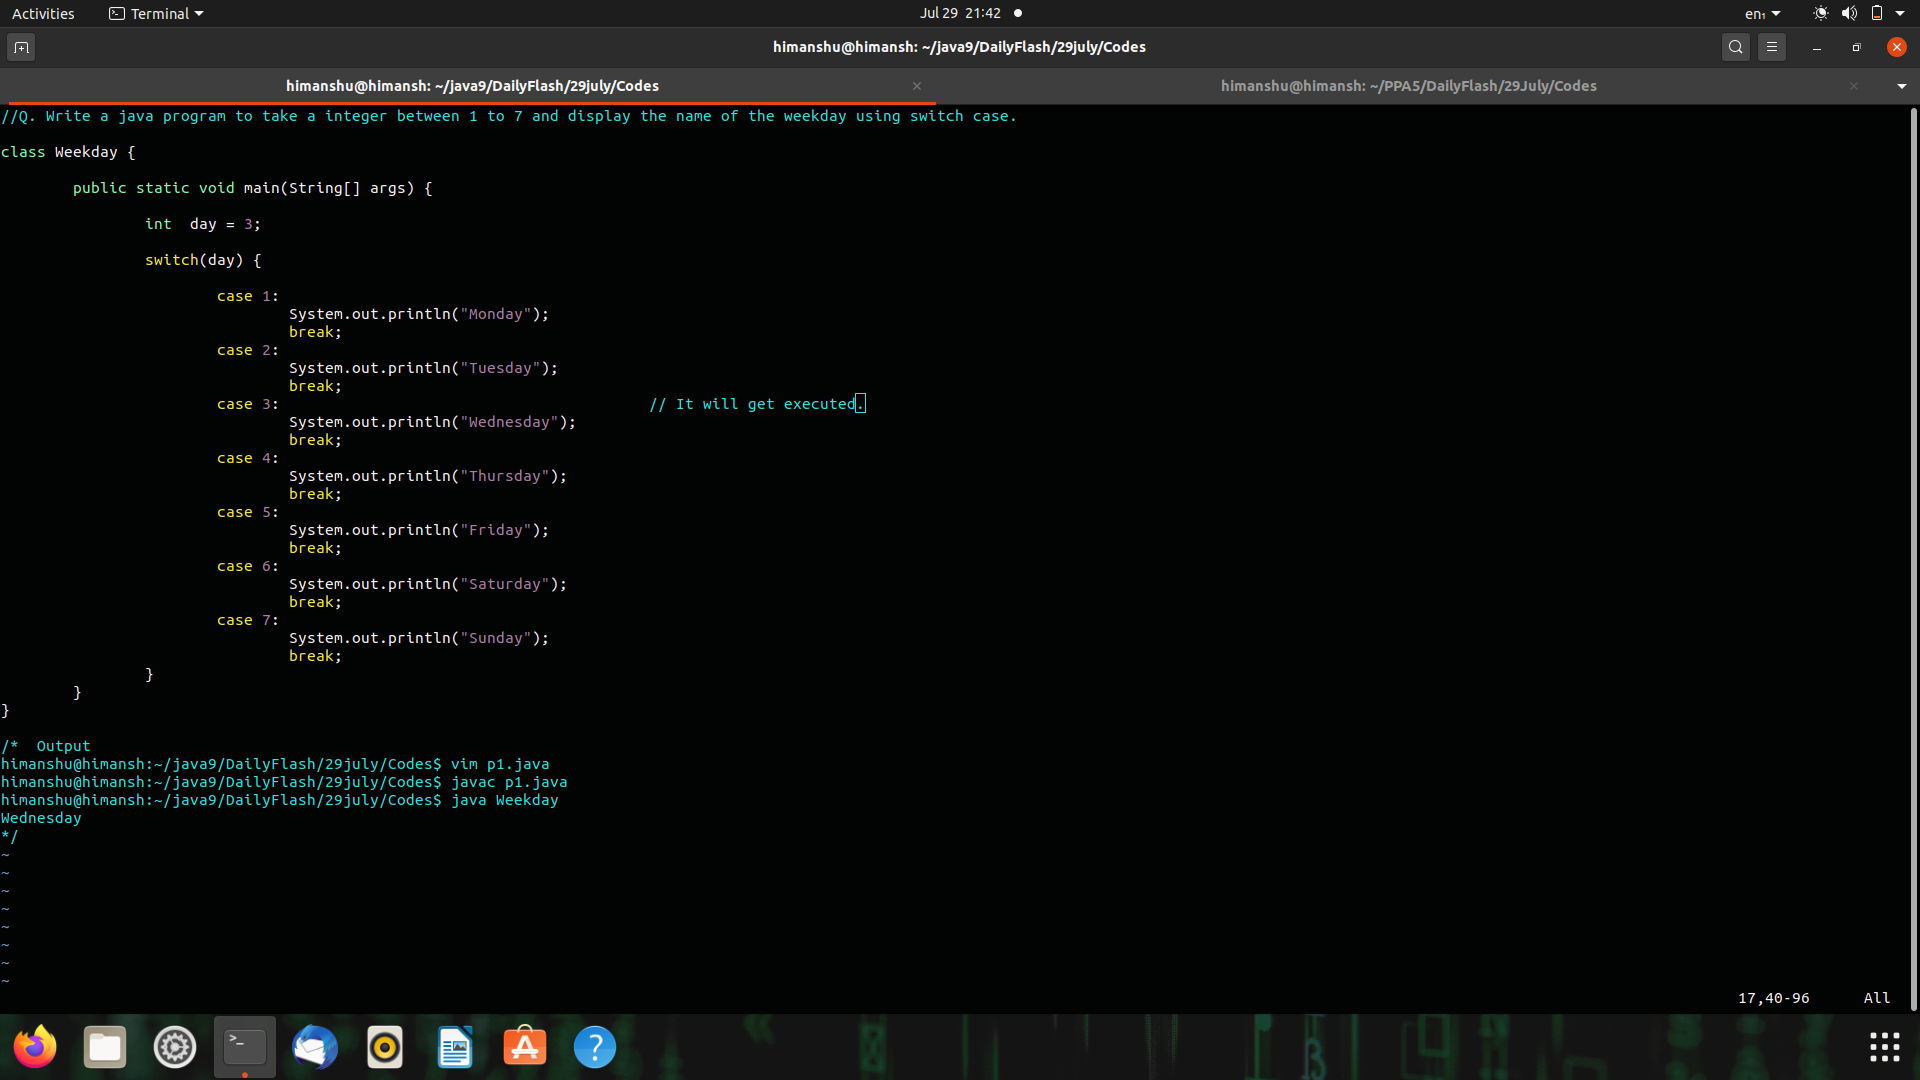 Activities
Terminal
Jul 29 21:42
en₁
himanshu@himansh: ~/java9/DailyFlash/29july/Codes
himanshu@himansh: ~/java9/DailyFlash/29july/Codes
himanshu@himansh: ~/PPA5/DailyFlash/29July/Codes
//Q. Write a java program to take a integer between 1 to 7 and display the name of the weekday using switch case.
class Weekday {
public static void main(String[] args) {
int  day = 3;
switch(day) {
case 1:
System.out.println("Monday");
break;
case 2:
System.out.println("Tuesday");
break;
case 3: // It will get executed.
System.out.println("Wednesday");
break;
case 4:
System.out.println("Thursday");
break;
case 5:
System.out.println("Friday");
break;
case 6:
System.out.println("Saturday");
break;
case 7:
System.out.println("Sunday");
break;
}
}
}
/*  Output
himanshu@himansh:~/java9/DailyFlash/29july/Codes$ vim p1.java
himanshu@himansh:~/java9/DailyFlash/29july/Codes$ javac p1.java
himanshu@himansh:~/java9/DailyFlash/29july/Codes$ java Weekday
Wednesday
*/
~
~
~
~
~
~
~
~
17,40-96 All